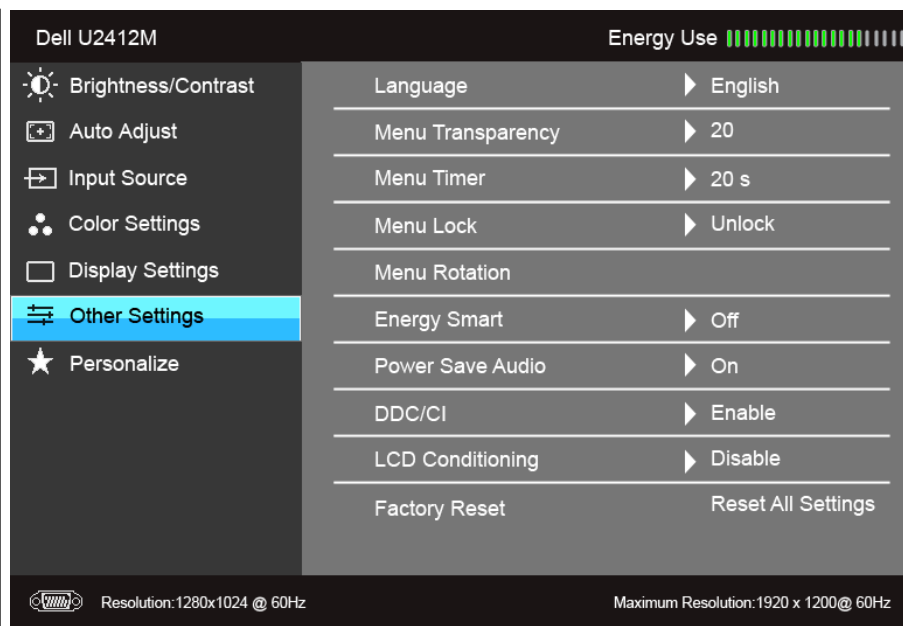 Dell U2412M Energy Use
Brightness/Contrast
Auto Adjust
Input Source
Color Settings
Display Settings
Other Settings
Personalize
Language English
Menu Transparency 20
Menu Timer 20 s
Menu Lock Unlock
Menu Rotation
Energy Smart Off
Power Save Audio On
DDC/CI Enable
LCD Conditioning Disable
Factory Reset Reset All Settings
Resolution:1280x1024 @ 60Hz Maximum Resolution:1920 x 1200@ 60Hz